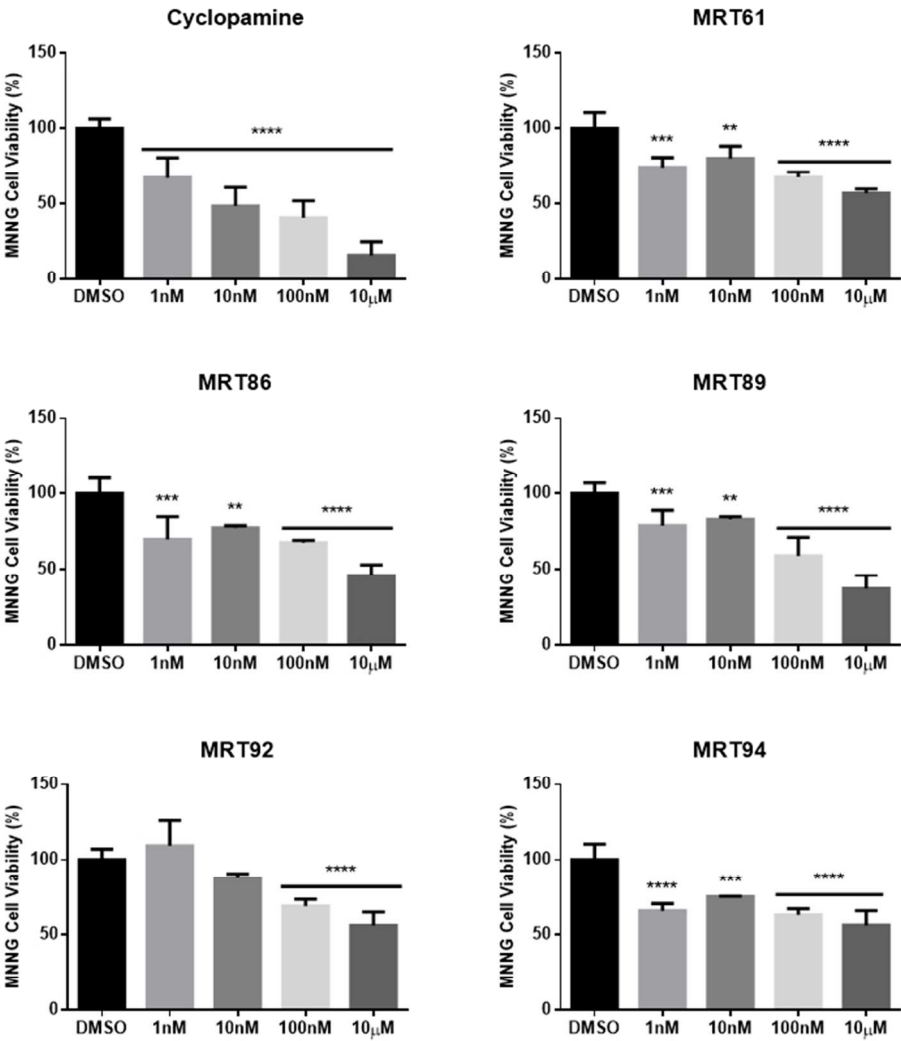 Cyclopamine
MNNG Cell Viability (%)
150
100
50
0
****
DMSO 1nM 10nM 100nM 10µM
MRT61
MNNG Cell Viability (%)
150
100
50
0
*** ** ****
DMSO 1nM 10nM 100nM 10µM
MRT86
MNNG Cell Viability (%)
150
100
50
0
*** ** ****
DMSO 1nM 10nM 100nM 10µM
MRT89
MNNG Cell Viability (%)
150
100
50
0
*** ** ****
DMSO 1nM 10nM 100nM 10µM
MRT92
MNNG Cell Viability (%)
150
100
50
0
****
DMSO 1nM 10nM 100nM 10µM
MRT94
MNNG Cell Viability (%)
150
100
50
0
**** *** ****
DMSO 1nM 10nM 100nM 10µM